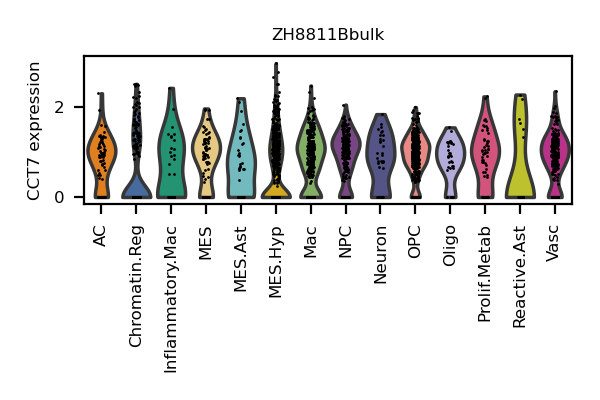 ZH8811Bbulk
CCT7 expression
2
0
AC
Chromatin.Reg
Inflammatory.Mac
MES
MES.Ast
MES.Hyp
Mac
NPC
Neuron
OPC
Oligo
Prolif.Metab
Reactive.Ast
Vasc